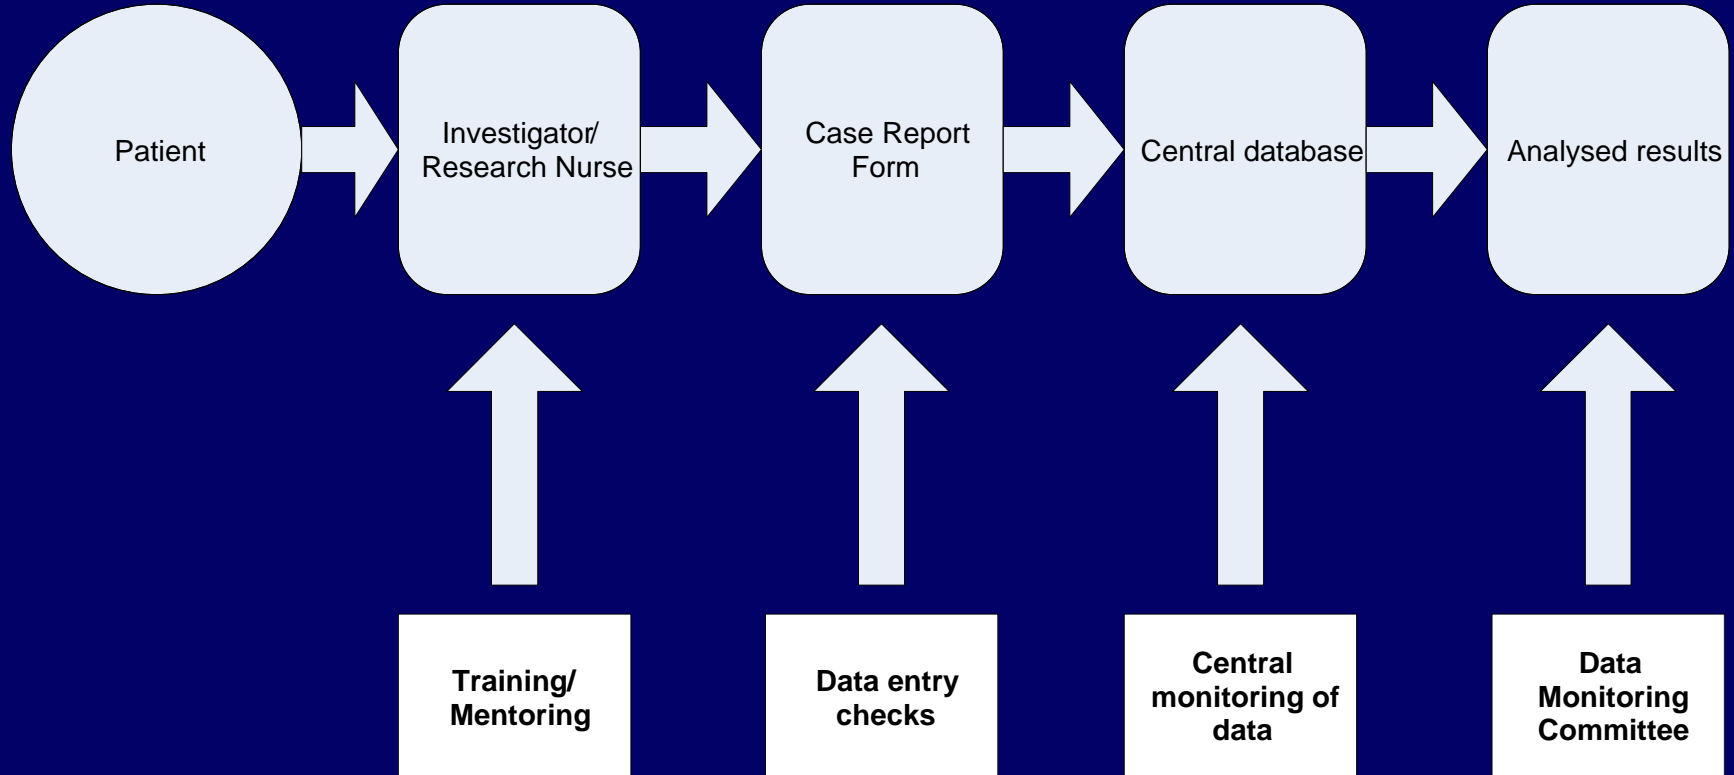 Patient
Investigator/
Research Nurse
Case Report
Form
Central database
Analysed results
Training/
Mentoring
Data entry
checks
Central
monitoring of
data
Data
Monitoring
Committee